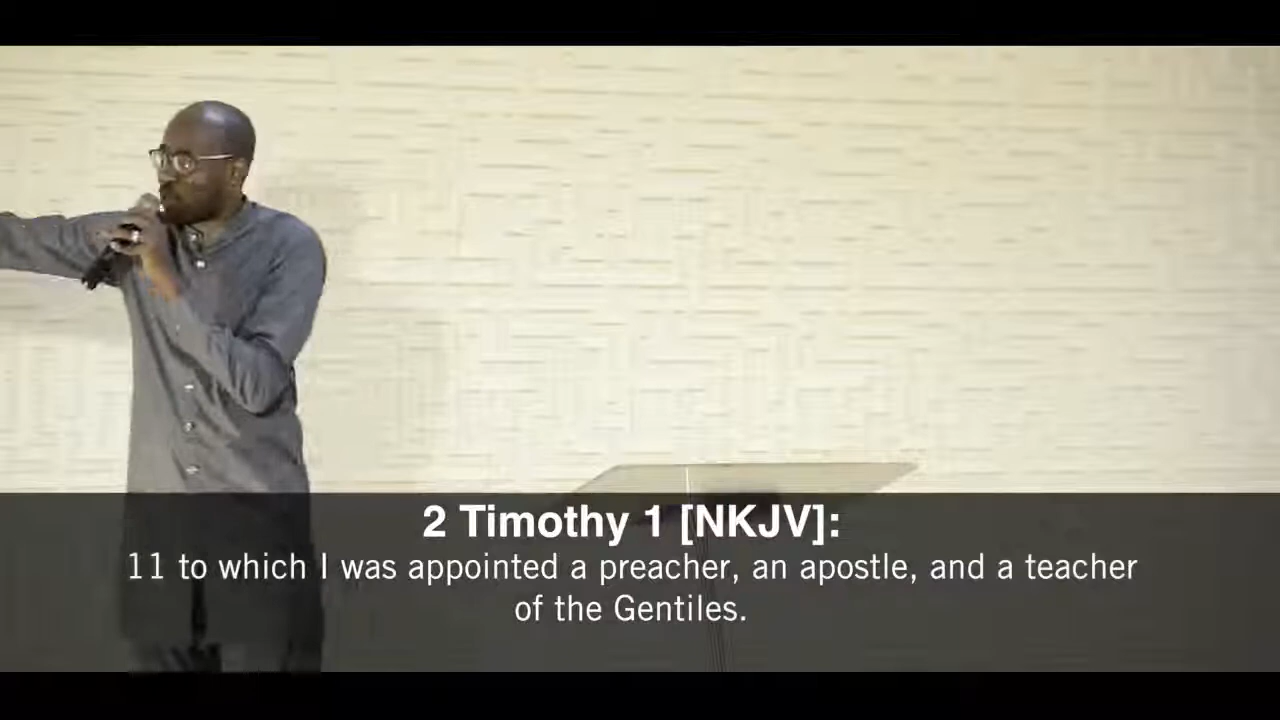 2 Timothy 1 [NKJV]:
11 to which I was appointed a preacher, an apostle, and a teacher
of the Gentiles.